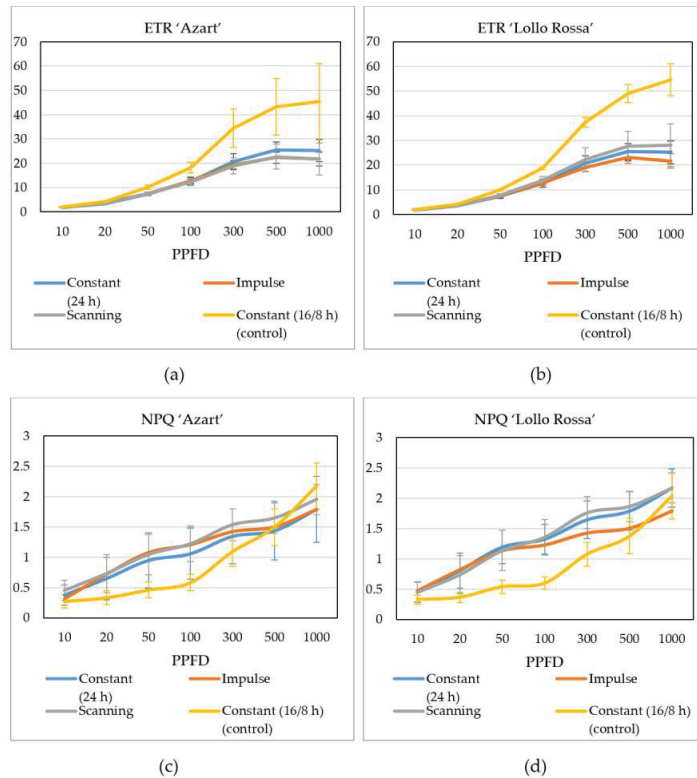 ETR ‘Azart’
70
60
50
40
30
20
10
0
10 20 50 100 300 500 1000
PPFD
Constant (24 h)
Impulse
Scanning
Constant (16/8 h) (control)
(a)
ETR ‘Lollo Rossa’
70
60
50
40
30
20
10
0
10 20 50 100 300 500 1000
PPFD
Constant (24 h)
Impulse
Scanning
Constant (16/8 h) (control)
(b)
NPQ ‘Azart’
3
2.5
2
1.5
1
0.5
0
10 20 50 100 300 500 1000
PPFD
Constant (24 h)
Impulse
Scanning
Constant (16/8 h) (control)
(c)
NPQ ‘Lollo Rossa’
3
2.5
2
1.5
1
0.5
0
10 20 50 100 300 500 1000
PPFD
Constant (24 h)
Impulse
Scanning
Constant (16/8 h) (control)
(d)